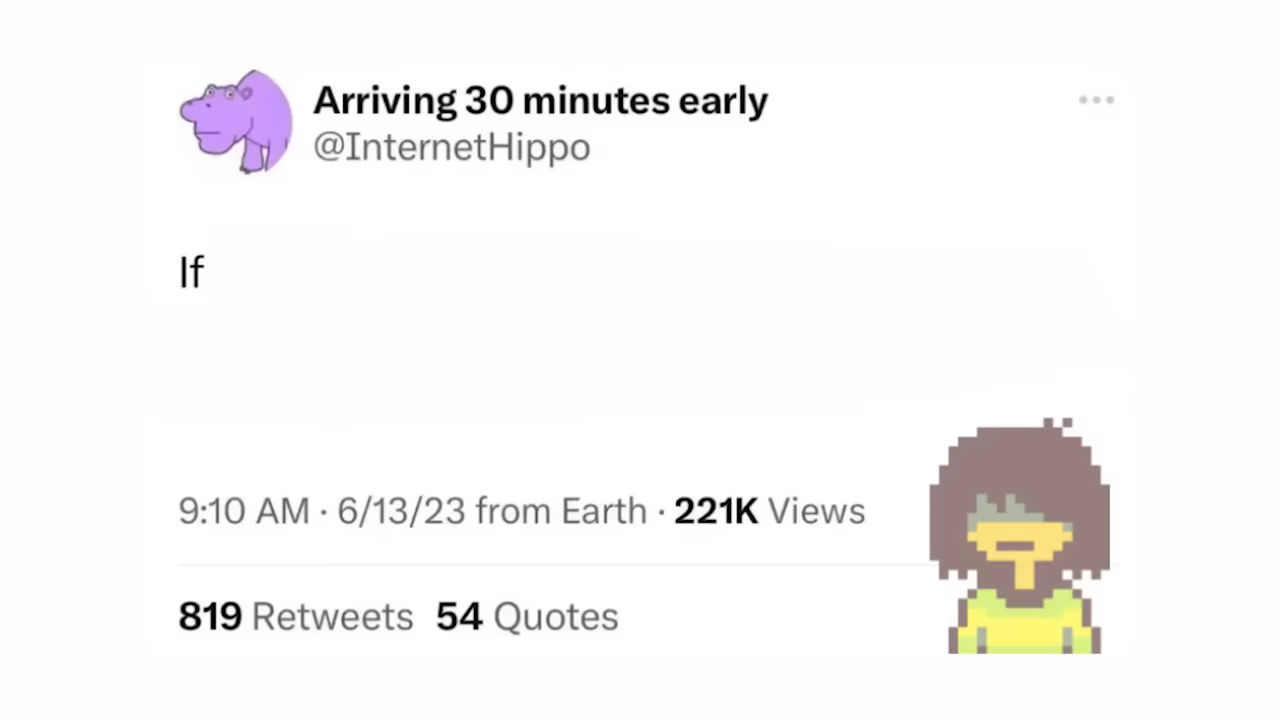 Arriving 30 minutes early
@InternetHippo
If
9:10 AM · 6/13/23 from Earth · 221K Views
819 Retweets 54 Quotes